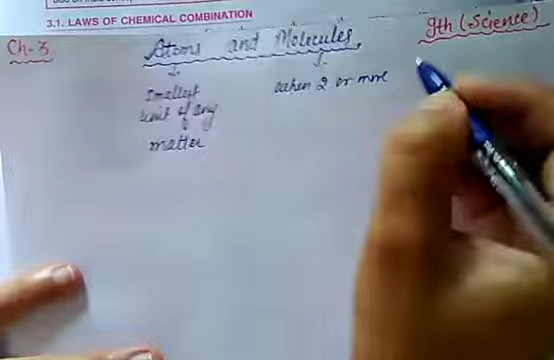 3.1. LAWS OF CHEMICAL COMBINATION
Ch-3
Atoms and Molecules,
9th (Science)
smallest
unit of any
matter
when 2 or more